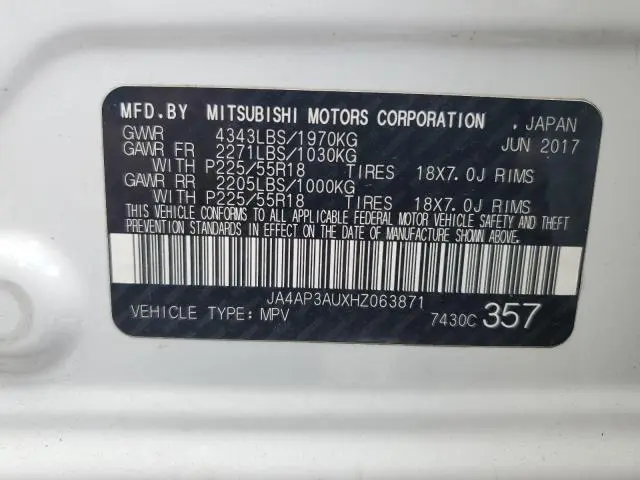 MFD.BY MITSUBISHI MOTORS CORPORATION , JAPAN
GVWR 4343LBS/1970KG JUN 2017
GAWR FR 2271LBS/1030KG
WITH P225/55R18 TIRES 18X7.0J RIMS
GAWR RR 2205LBS/1000KG
WITH P225/55R18 TIRES 18X7.0J RIMS
THIS VEHICLE CONFORMS TO ALL APPLICABLE FEDERAL MOTOR VEHICLE SAFETY AND THEFT
PREVENTION STANDARDS IN EFFECT ON THE DATE OF MANUFACTURE SHOWN ABOVE.
JA4AP3AUXHZ063871
VEHICLE TYPE: MPV 7430C 357